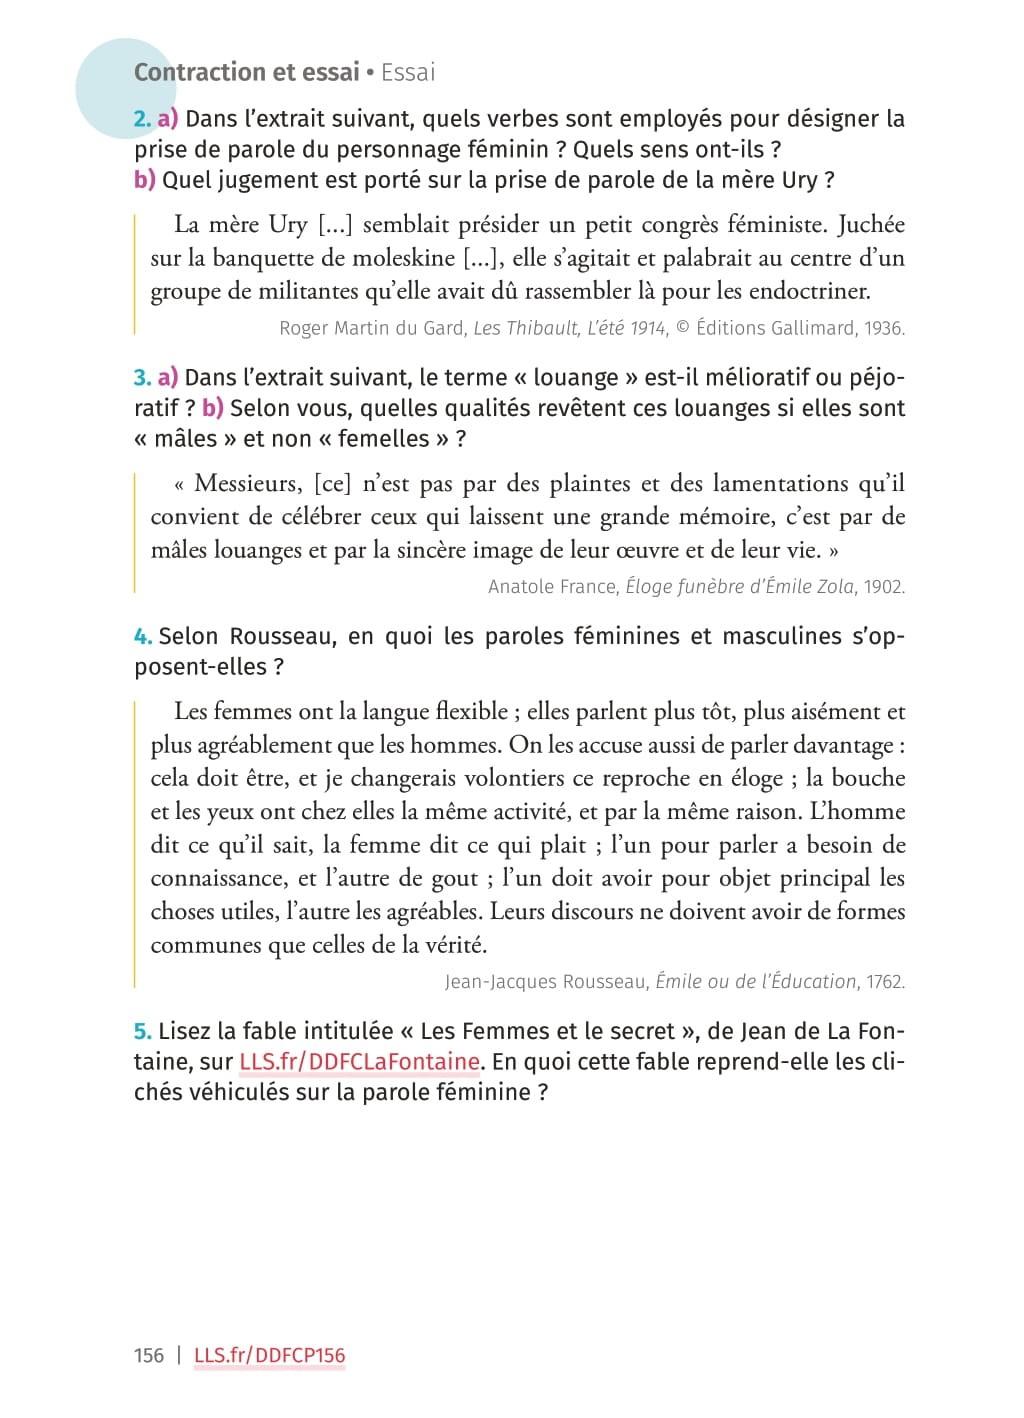 Contraction et essai • Essai
2. a) Dans l’extrait suivant, quels verbes sont employés pour désigner la
prise de parole du personnage féminin ? Quels sens ont-ils ?
b) Quel jugement est porté sur la prise de parole de la mère Ury ?
La mère Ury [...] semblait présider un petit congrès féministe. Juchée
sur la banquette de moleskine [...], elle s’agitait et palabrait au centre d’un
groupe de militantes qu’elle avait dû rassembler là pour les endoctriner.
Roger Martin du Gard, Les Thibault, L’été 1914, © Éditions Gallimard, 1936.
3. a) Dans l’extrait suivant, le terme « louange » est-il mélioratif ou péjo-
ratif ? b) Selon vous, quelles qualités revêtent ces louanges si elles sont
« mâles » et non « femelles » ?
« Messieurs, [ce] n’est pas par des plaintes et des lamentations qu’il
convient de célébrer ceux qui laissent une grande mémoire, c’est par de
mâles louanges et par la sincère image de leur œuvre et de leur vie. »
Anatole France, Éloge funèbre d’Émile Zola, 1902.
4. Selon Rousseau, en quoi les paroles féminines et masculines s’op-
posent-elles ?
Les femmes ont la langue flexible ; elles parlent plus tôt, plus aisément et
plus agréablement que les hommes. On les accuse aussi de parler davantage :
cela doit être, et je changerais volontiers ce reproche en éloge ; la bouche
et les yeux ont chez elles la même activité, et par la même raison. L’homme
dit ce qu’il sait, la femme dit ce qui plait ; l’un pour parler a besoin de
connaissance, et l’autre de gout ; l’un doit avoir pour objet principal les
choses utiles, l’autre les agréables. Leurs discours ne doivent avoir de formes
communes que celles de la vérité.
Jean-Jacques Rousseau, Émile ou de l’Éducation, 1762.
5. Lisez la fable intitulée « Les Femmes et le secret », de Jean de La Fon-
taine, sur LLS.fr/DDFCLaFontaine. En quoi cette fable reprend-elle les cli-
chés véhiculés sur la parole féminine ?
156 | LLS.fr/DDFCP156